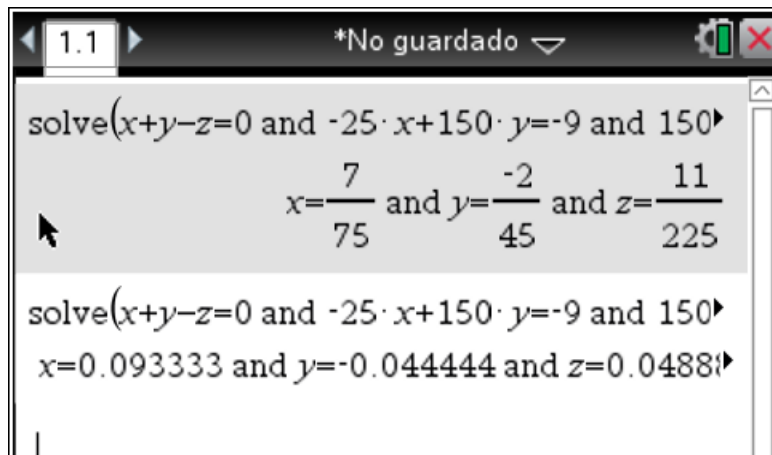 1.1 *No guardado
solve(x+y−z=0 and -25·x+150·y=-9 and 150▸
x=7/75 and y=-2/45 and z=11/225
solve(x+y−z=0 and -25·x+150·y=-9 and 150▸
x=0.093333 and y=-0.044444 and z=0.0488▸